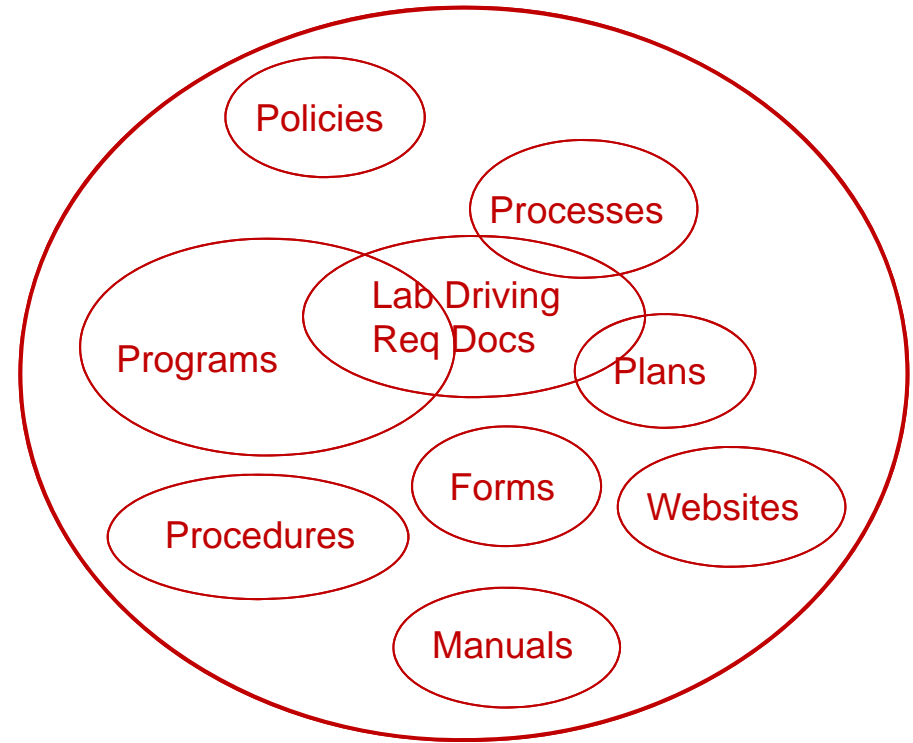 Policies
Processes
Lab Driving
Req Docs
Programs
Plans
Forms
Websites
Procedures
Manuals